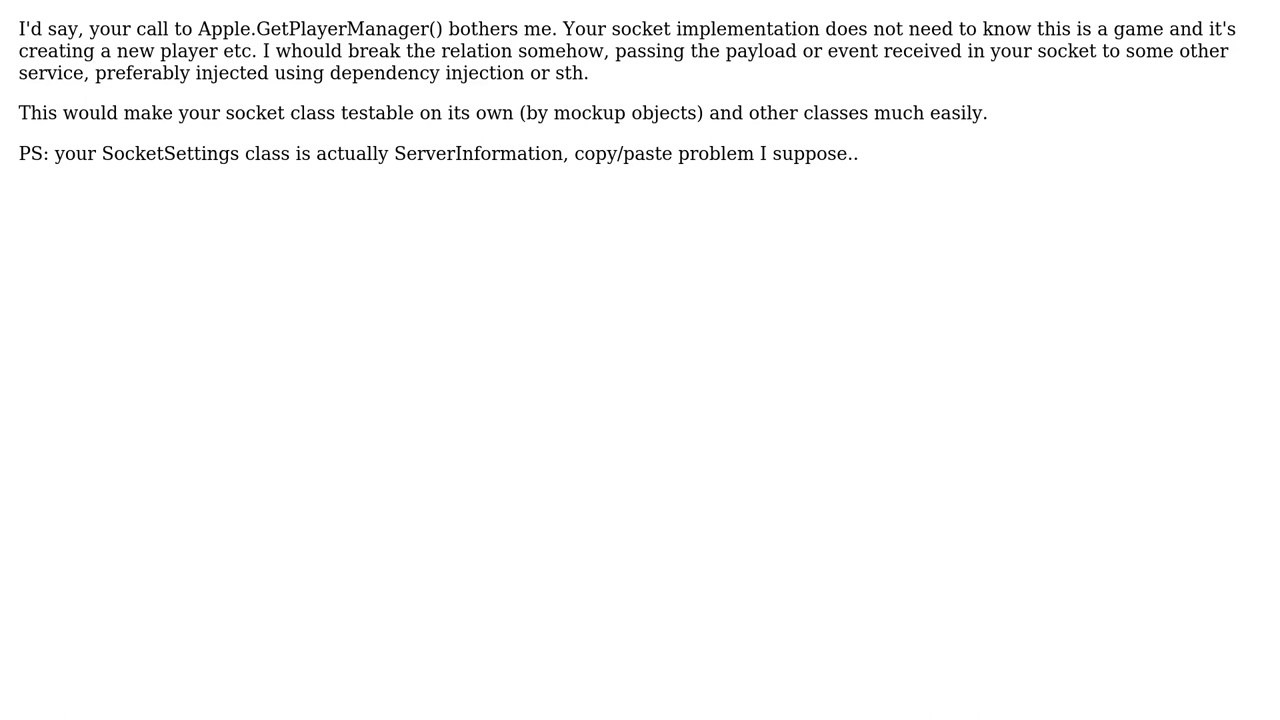 I'd say, your call to Apple.GetPlayerManager() bothers me. Your socket implementation does not need to know this is a game and it's
creating a new player etc. I whould break the relation somehow, passing the payload or event received in your socket to some other
service, preferably injected using dependency injection or sth.
This would make your socket class testable on its own (by mockup objects) and other classes much easily.
PS: your SocketSettings class is actually ServerInformation, copy/paste problem I suppose..